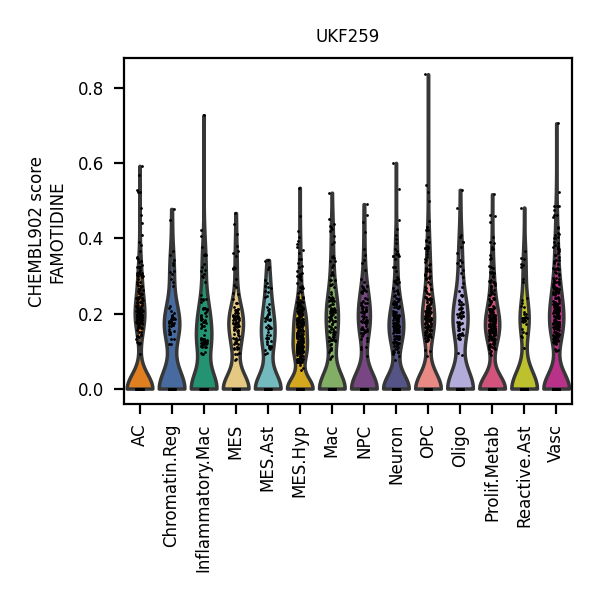 UKF259
CHEMBL902 score
FAMOTIDINE
0.8
0.6
0.4
0.2
0.0
AC
Chromatin.Reg
Inflammatory.Mac
MES
MES.Ast
MES.Hyp
Mac
NPC
Neuron
OPC
Oligo
Prolif.Metab
Reactive.Ast
Vasc